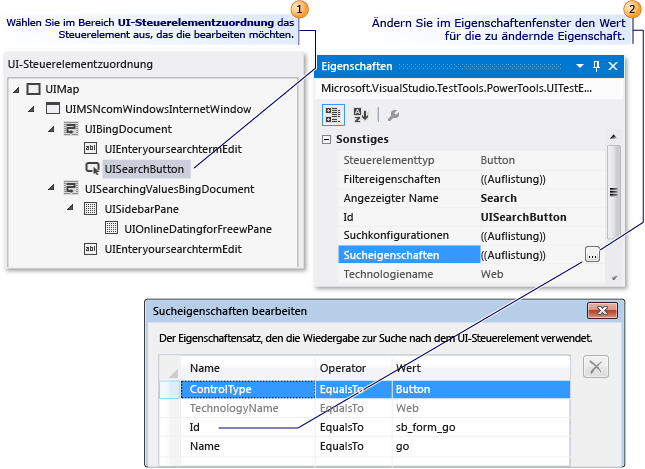 1
Wählen Sie im Bereich UI-Steuerelementzuordnung das
Steuerelement aus, das die bearbeiten möchten.
2
Ändern Sie im Eigenschaftenfenster den Wert
für die zu ändernde Eigenschaft.
UI-Steuerelementzuordnung
UIMap
UIMSNcomWindowsInternetWindow
UIBingDocument
UIEnteryoursearchtermEdit
UISearchButton
UISearchingValuesBingDocument
UISidebarPane
UIOnlineDatingforFreewPane
UIEnteryoursearchtermEdit
Eigenschaften
Microsoft.VisualStudio.TestTools.PowerTools.UITestE...
Sonstiges
Steuerelementtyp Button
Filtereigenschaften ((Auflistung))
Angezeigter Name Search
Id UISearchButton
Suchkonfigurationen ((Auflistung))
Sucheigenschaften ((Auflistung)) ...
Technologiename Web
Sucheigenschaften bearbeiten
Der Eigenschaftensatz, den die Wiedergabe zur Suche nach dem UI-Steuerelement verwendet.
Name Operator Wert
ControlType EqualsTo Button
TechnologyName EqualsTo Web
Id EqualsTo sb_form_go
Name EqualsTo go